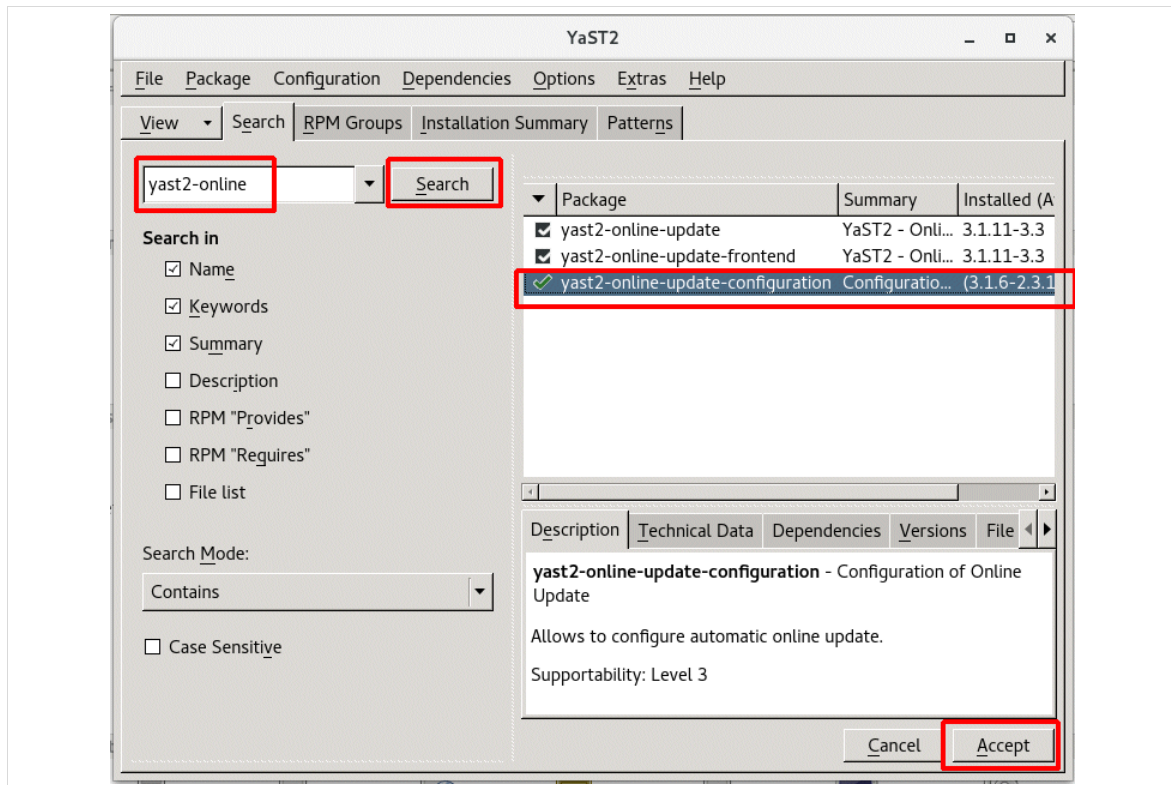 YaST2
File Package Configuration Dependencies Options Extras Help
View Search RPM Groups Installation Summary Patterns
yast2-online Search
Search in
Name
Keywords
Summary
Description
RPM "Provides"
RPM "Requires"
File list
Search Mode:
Contains
Case Sensitive
Package Summary Installed (A
yast2-online-update YaST2 - Onli... 3.1.11-3.3
yast2-online-update-frontend YaST2 - Onli... 3.1.11-3.3
yast2-online-update-configuration Configuratio... (3.1.6-2.3.1
Description Technical Data Dependencies Versions File
yast2-online-update-configuration - Configuration of Online
Update
Allows to configure automatic online update.
Supportability: Level 3
Cancel Accept